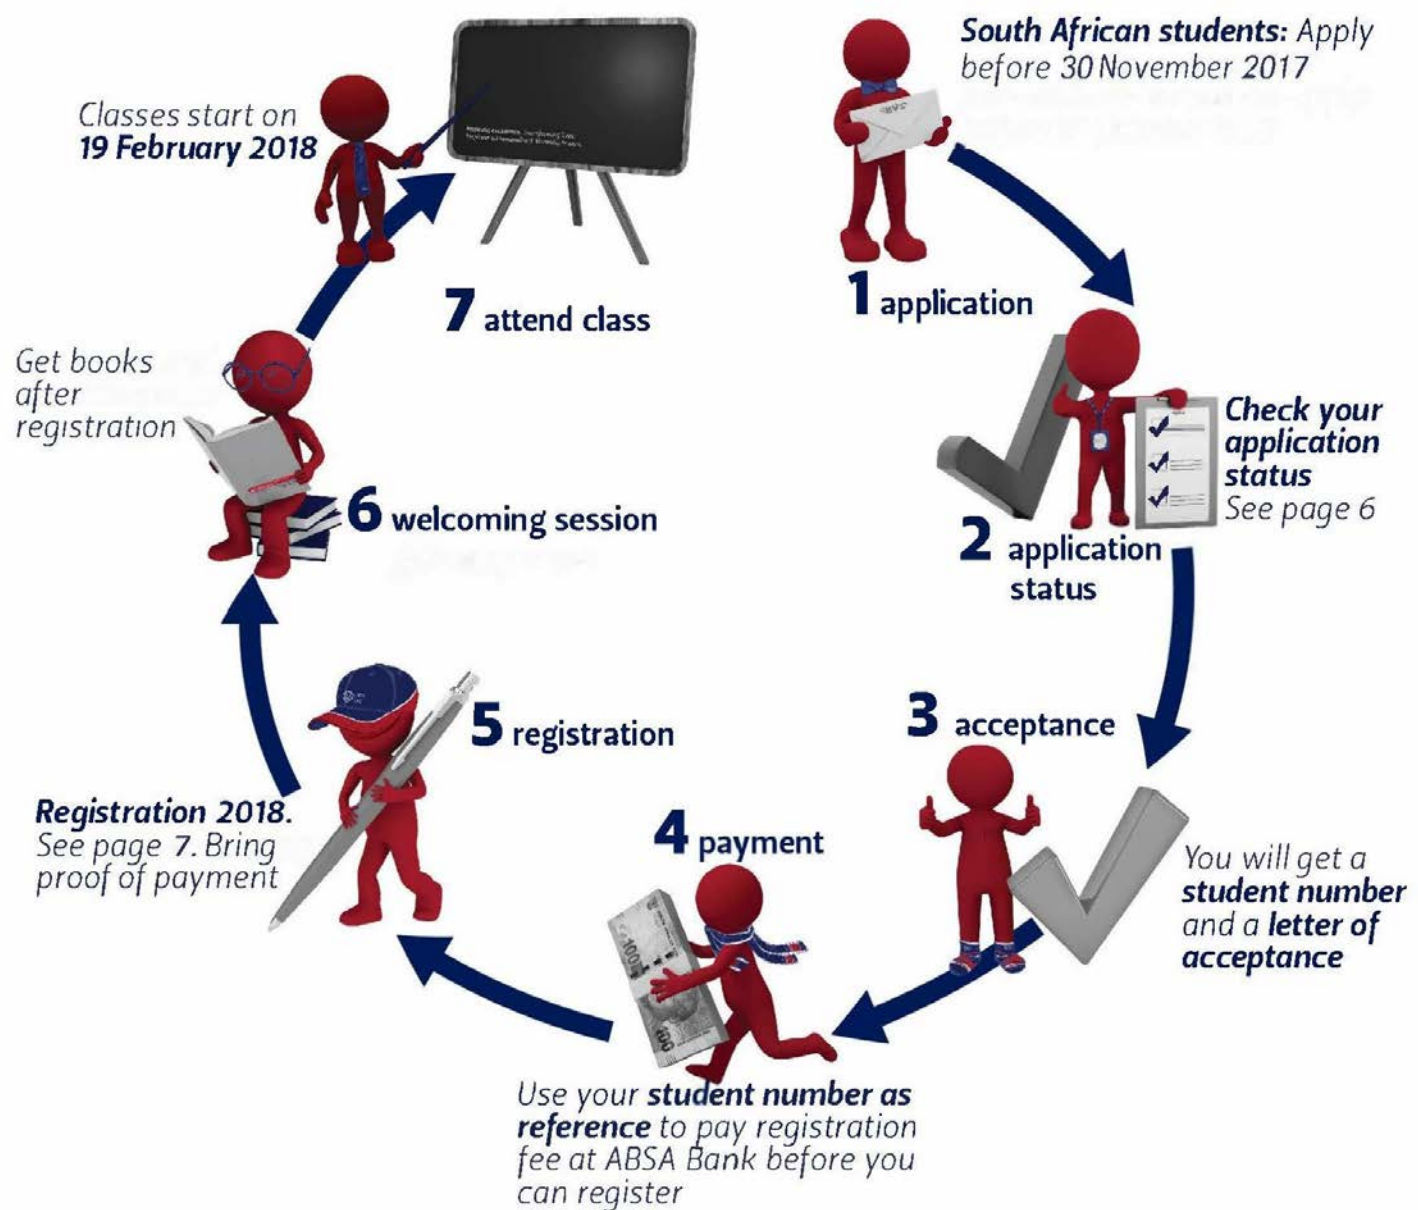 South African students: Apply
before 30 November 2017
1 application
Check your
application
status
See page 6
2 application
status
3 acceptance
You will get a
student number
and a letter of
acceptance
4 payment
Use your student number as
reference to pay registration
fee at ABSA Bank before you
can register
100
100
5 registration
Registration 2018.
See page 7. Bring
proof of payment
6 welcoming session
Get books
after
registration
7 attend class
Classes start on
19 February 2018